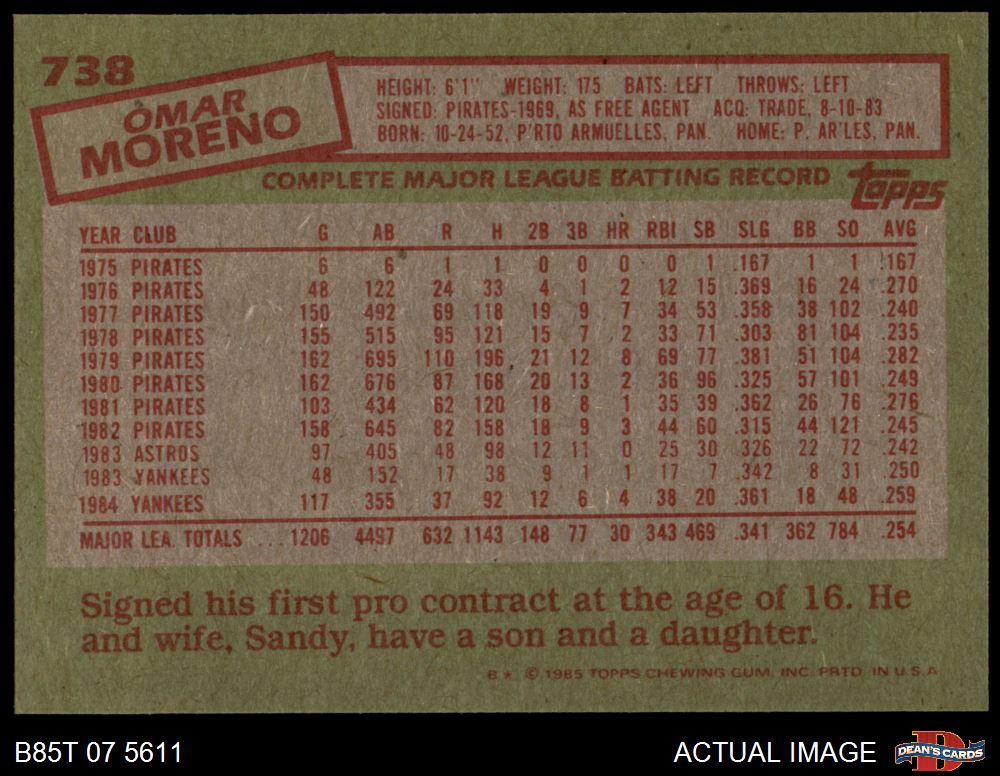 738
OMAR
MORENO
HEIGHT: 6'1" WEIGHT: 175 BATS: LEFT THROWS: LEFT
SIGNED: PIRATES-1969, AS FREE AGENT ACQ: TRADE, 8-10-83
BORN: 10-24-52, P'RTO ARMUELLES, PAN. HOME: P. AR'LES, PAN.
COMPLETE MAJOR LEAGUE BATTING RECORD
topps
YEAR CLUB G AB R H 2B 3B HR RBI SB SLG BB SO AVG
1975 PIRATES 6 6 1 1 0 0 0 0 1 .167 1 1 .167
1976 PIRATES 48 122 24 33 4 1 2 12 15 .369 16 24 .270
1977 PIRATES 150 492 69 118 19 9 7 34 53 .358 38 102 .240
1978 PIRATES 155 515 95 121 15 7 2 33 71 .303 81 104 .235
1979 PIRATES 162 695 110 196 21 12 8 69 77 .381 51 104 .282
1980 PIRATES 162 676 87 168 20 13 2 36 96 .325 57 101 .249
1981 PIRATES 103 434 62 120 18 8 1 35 39 .362 26 76 .276
1982 PIRATES 158 645 82 158 18 9 3 44 60 .315 44 121 .245
1983 ASTROS 97 405 48 98 12 11 0 25 30 .326 22 72 .242
1983 YANKEES 48 152 17 38 9 1 1 17 7 .342 8 31 .250
1984 YANKEES 117 355 37 92 12 6 4 38 20 .361 18 48 .259
MAJOR LEA. TOTALS ... 1206 4497 632 1143 148 77 30 343 469 .341 362 784 .254
Signed his first pro contract at the age of 16. He
and wife, Sandy, have a son and a daughter.
B* © 1985 TOPPS CHEWING GUM, INC. PRTD. IN U.S.A.
B85T 07 5611
ACTUAL IMAGE
D
DEAN'S CARDS